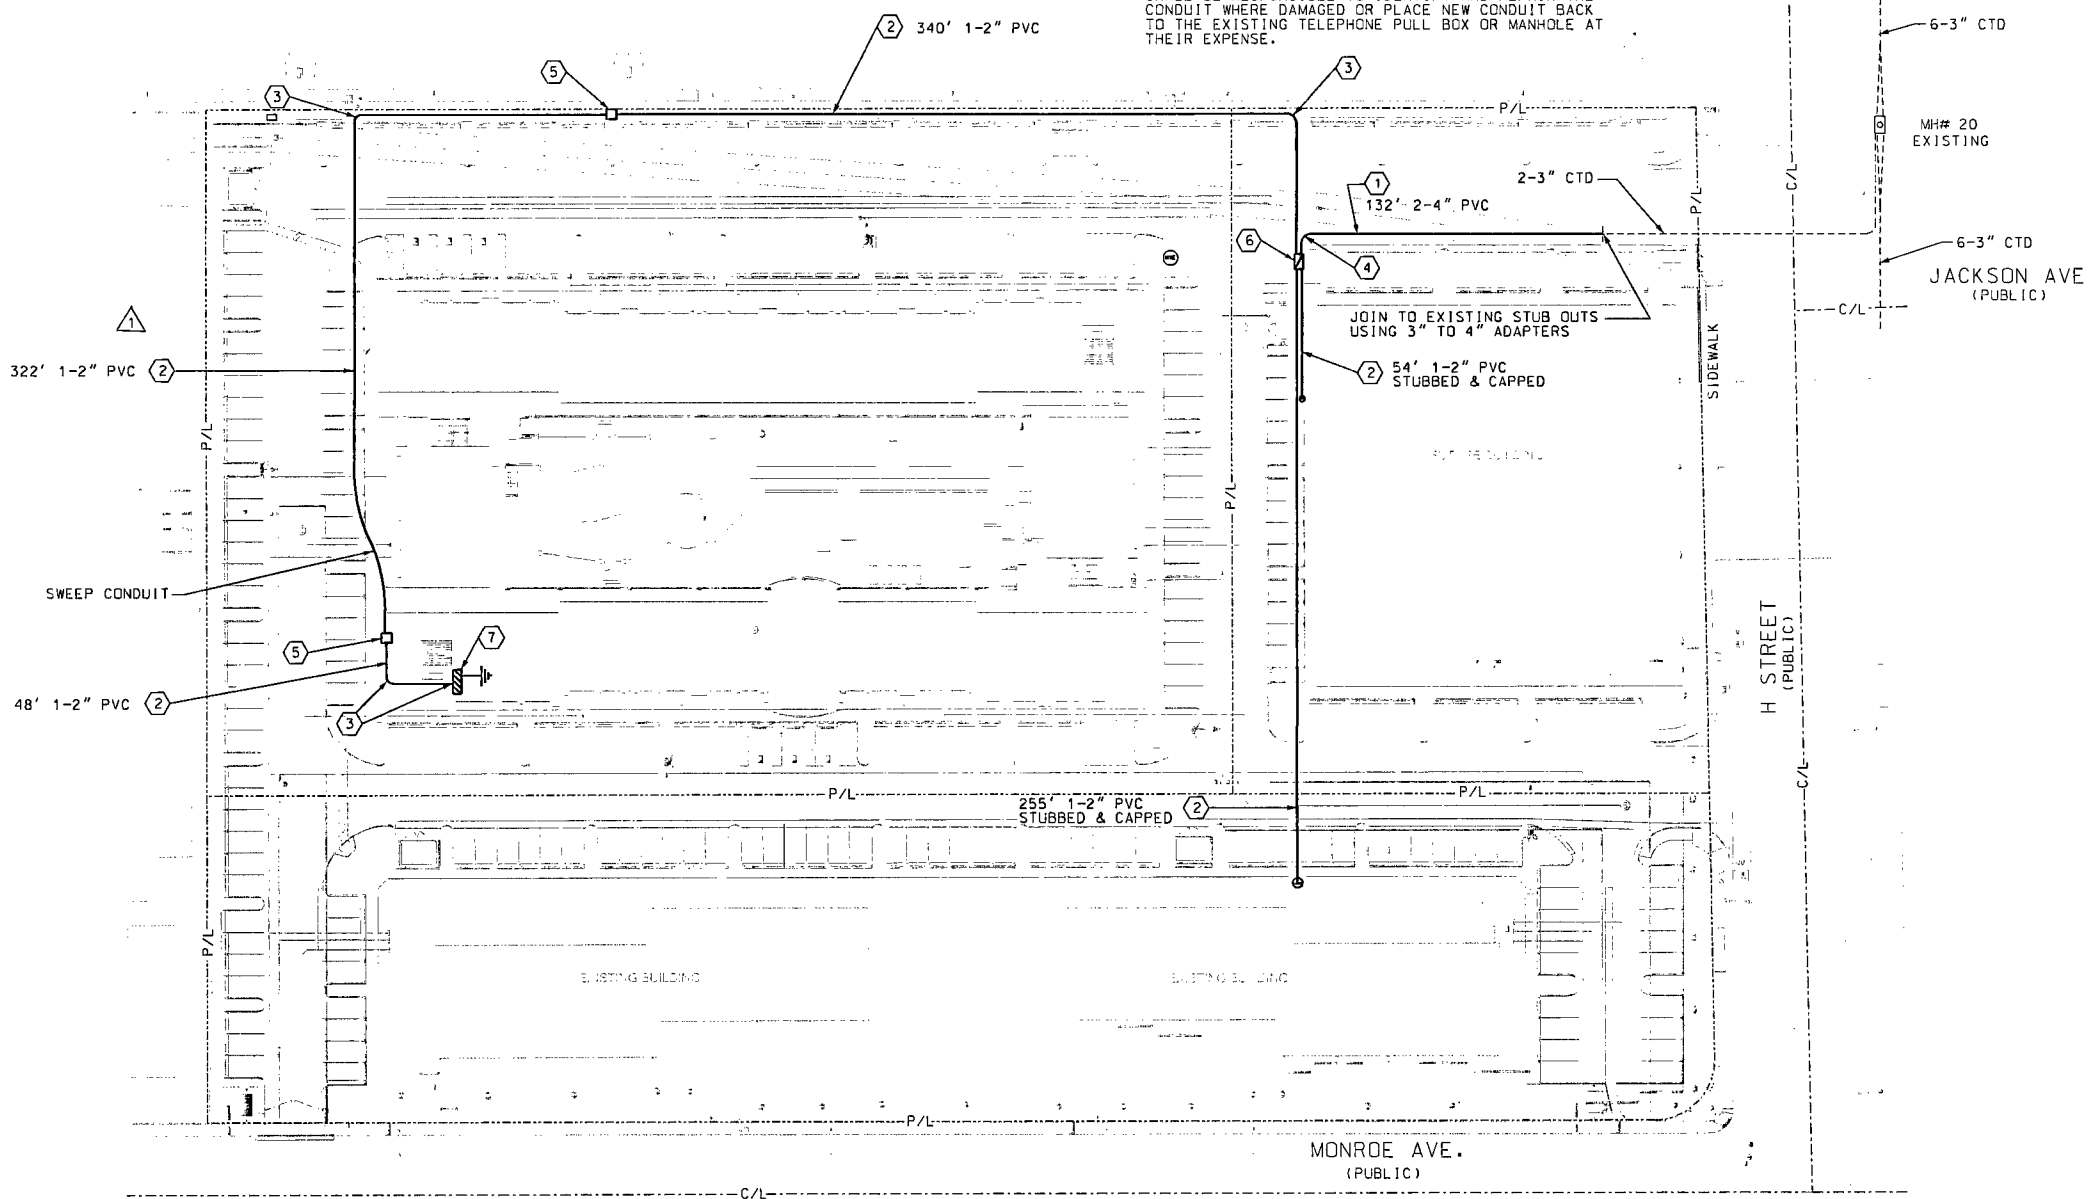 CONDUIT WHERE DAMAGED OR PLACE NEW CONDUIT BACK
TO THE EXISTING TELEPHONE PULL BOX OR MANHOLE AT
THEIR EXPENSE.
2 340' 1-2" PVC
6-3" CTD
5
3
3
P/L
MH# 20
EXISTING
C/L
1
132' 2-4" PVC
2-3" CTD
P/L
6
4
6-3" CTD
JACKSON AVE
(PUBLIC)
C/L
1
JOIN TO EXISTING STUB OUTS
USING 3" TO 4" ADAPTERS
SIDEWALK
322' 1-2" PVC 2
2 54' 1-2" PVC
STUBBED & CAPPED
P/L
P/L
SWEEP CONDUIT
5
7
H STREET
(PUBLIC)
48' 1-2" PVC 2
3
C/L
P/L
P/L
255' 1-2" PVC 2
STUBBED & CAPPED
P/L
EXISTING BUILDING
P/L
MONROE AVE.
(PUBLIC)
C/L